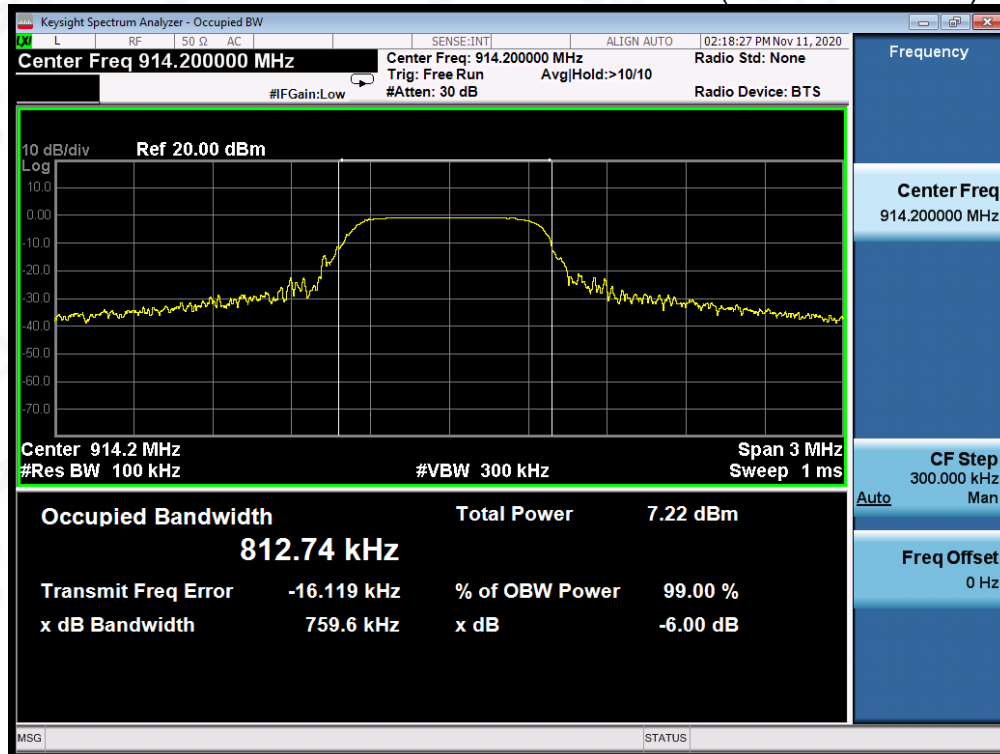 Keysight Spectrum Analyzer - Occupied BW
LXI L RF 50 Ω AC SENSE:INT ALIGN AUTO 02:18:27 PM Nov 11, 2020
Center Freq 914.200000 MHz
Center Freq: 914.200000 MHz
Radio Std: None
Trig: Free Run Avg|Hold:>10/10
#IFGain:Low
#Atten: 30 dB
Radio Device: BTS
10 dB/div Ref 20.00 dBm
Log
10.0
0.00
-10.0
-20.0
-30.0
-40.0
-50.0
-60.0
-70.0
Center 914.2 MHz Span 3 MHz
#Res BW 100 kHz #VBW 300 kHz Sweep 1 ms
Occupied Bandwidth Total Power 7.22 dBm
812.74 kHz
Transmit Freq Error -16.119 kHz % of OBW Power 99.00 %
x dB Bandwidth 759.6 kHz x dB -6.00 dB
Frequency
Center Freq
914.200000 MHz
CF Step
300.000 kHz
Auto Man
Freq Offset
0 Hz
MSG STATUS